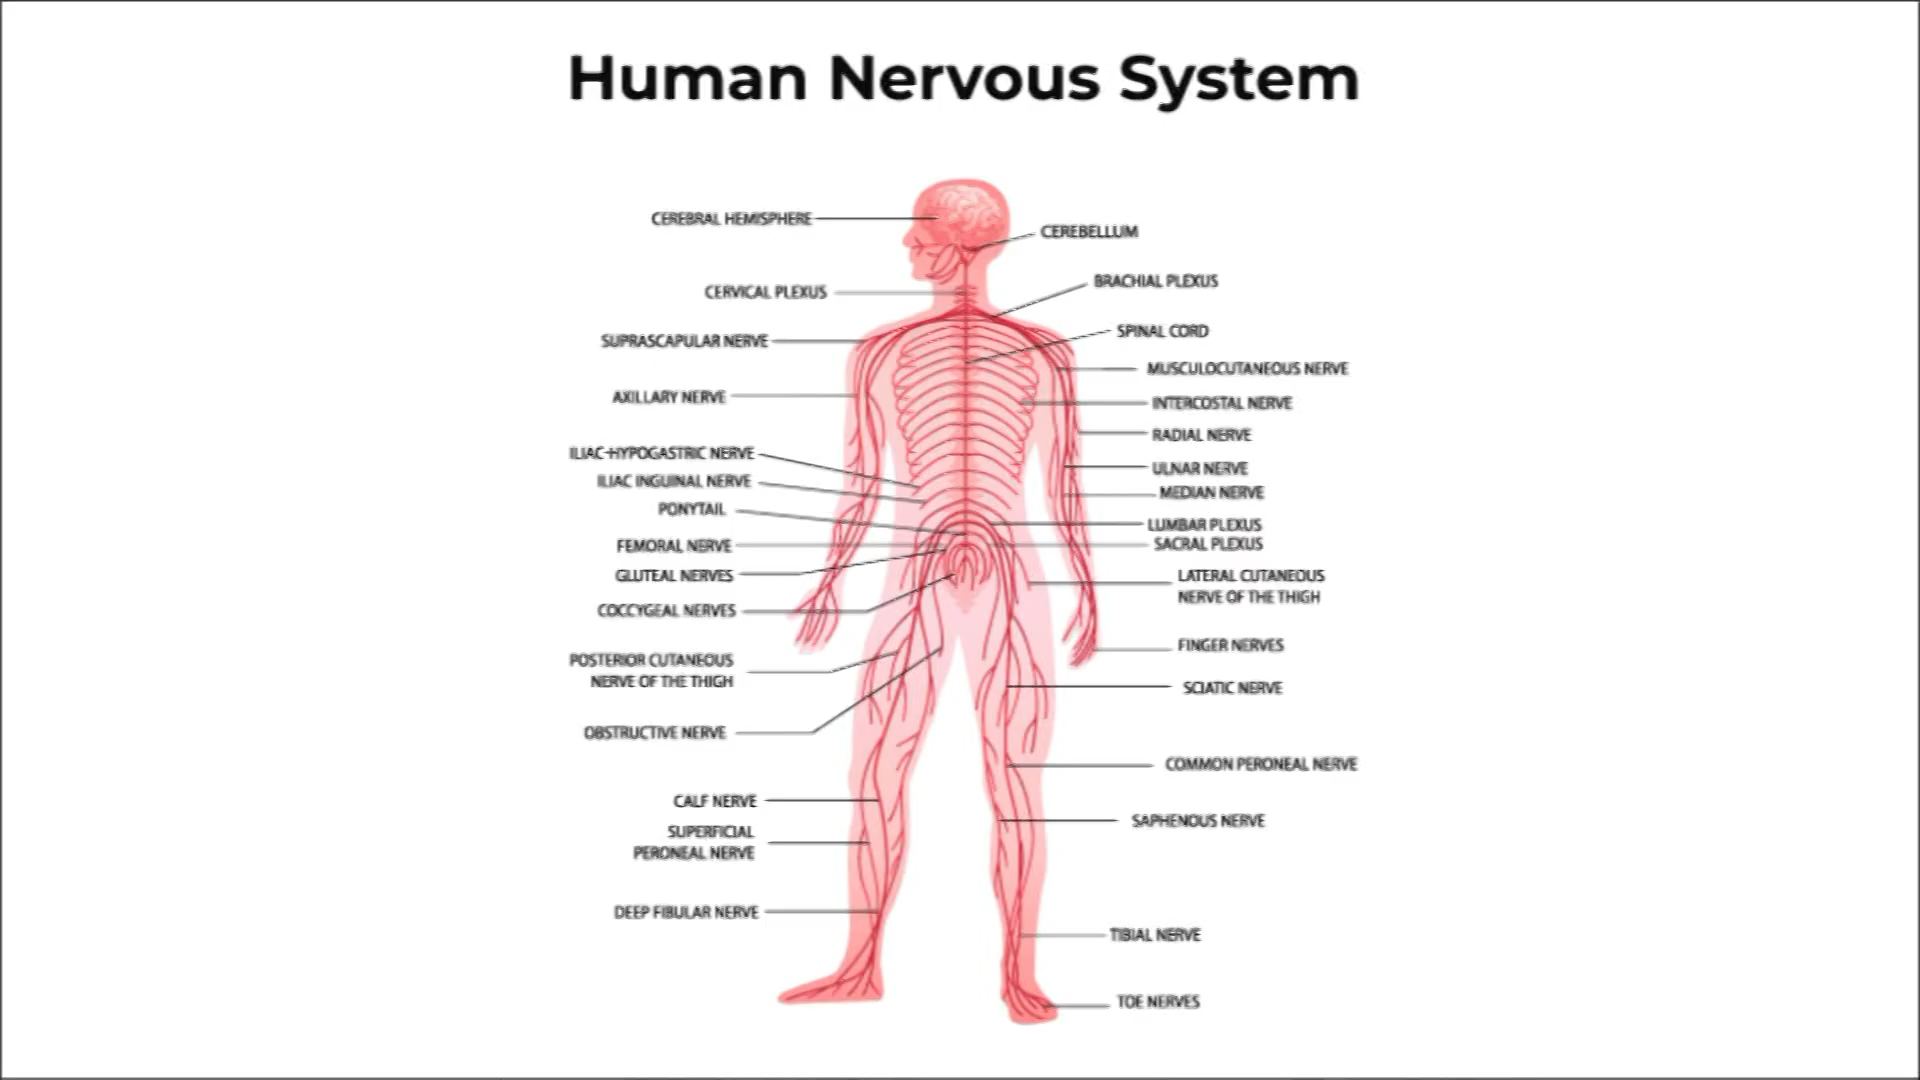 Human Nervous System
CEREBRAL HEMISPHERE
CEREBELLUM
BRACHIAL PLEXUS
CERVICAL PLEXUS
SPINAL CORD
SUPRASCAPULAR NERVE
MUSCULOCUTANEOUS NERVE
AXILLARY NERVE
INTERCOSTAL NERVE
RADIAL NERVE
ILIAC-HYPOGASTRIC NERVE
ULNAR NERVE
ILIAC INGUINAL NERVE
MEDIAN NERVE
PONYTAIL
LUMBAR PLEXUS
FEMORAL NERVE
SACRAL PLEXUS
GLUTEAL NERVES
LATERAL CUTANEOUS
NERVE OF THE THIGH
COCCYGEAL NERVES
FINGER NERVES
POSTERIOR CUTANEOUS
NERVE OF THE THIGH
SCIATIC NERVE
OBSTRUCTIVE NERVE
COMMON PERONEAL NERVE
CALF NERVE
SAPHENOUS NERVE
SUPERFICIAL
PERONEAL NERVE
DEEP FIBULAR NERVE
TIBIAL NERVE
TOE NERVES